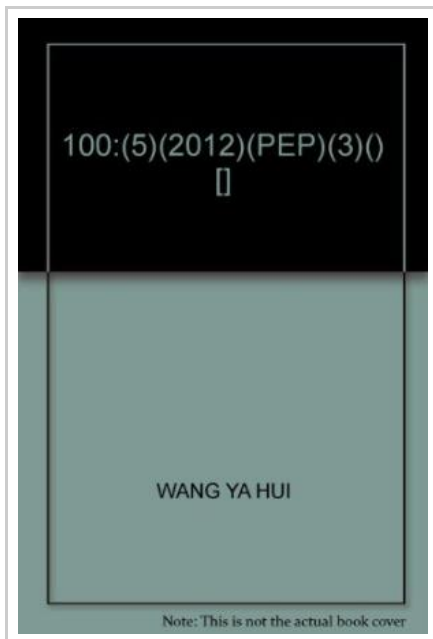 100:(5)(2012)(PEP)(3)()
[]
WANG YA HUI
Note: This is not the actual book cover